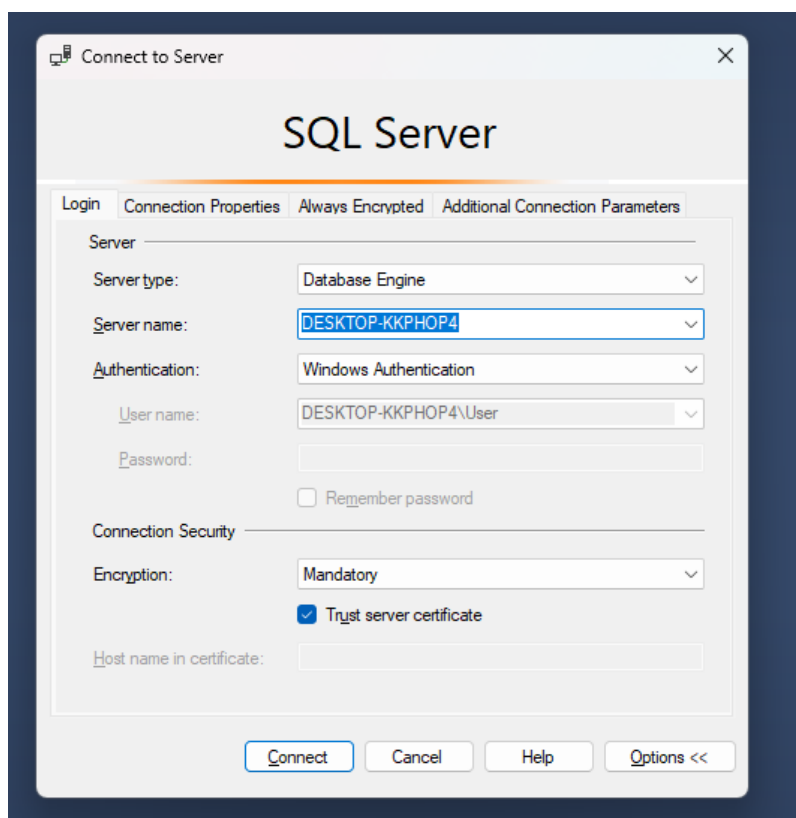 Connect to Server
SQL Server
Login Connection Properties Always Encrypted Additional Connection Parameters
Server
Server type: Database Engine
Server name: DESKTOP-KKPHOP4
Authentication: Windows Authentication
User name: DESKTOP-KKPHOP4\User
Password:
Remember password
Connection Security
Encryption: Mandatory
Trust server certificate
Host name in certificate:
Connect Cancel Help Options <<